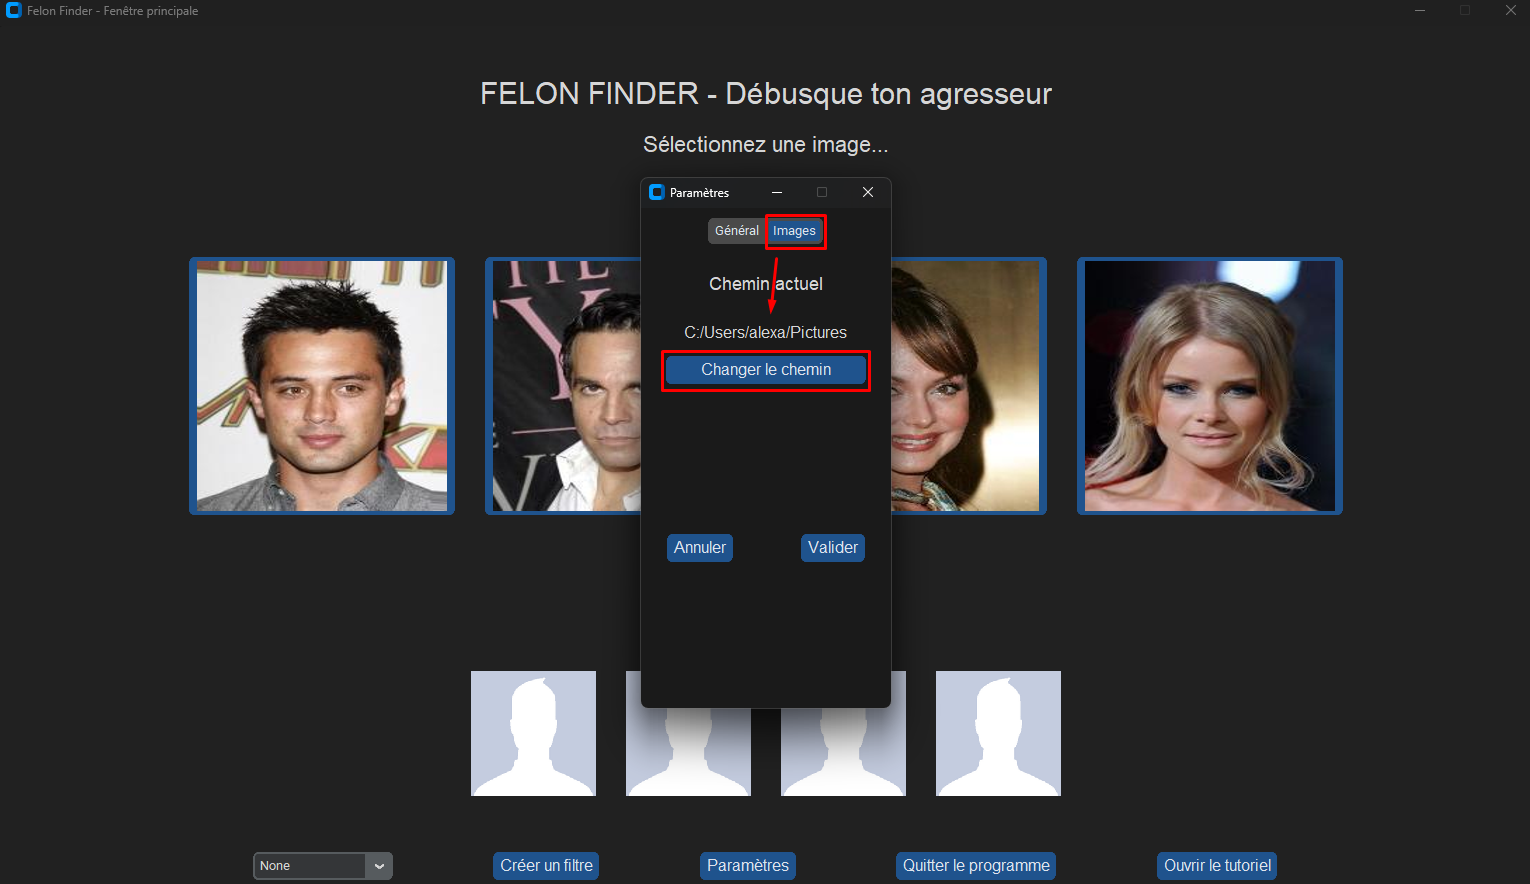 Felon Finder - Fenêtre principale
FELON FINDER - Débusque ton agresseur
Sélectionnez une image...
Paramètres
Général Images
Chemin actuel
C:/Users/alexa/Pictures
Changer le chemin
Annuler Valider
None Créer un filtre Paramètres Quitter le programme Ouvrir le tutoriel